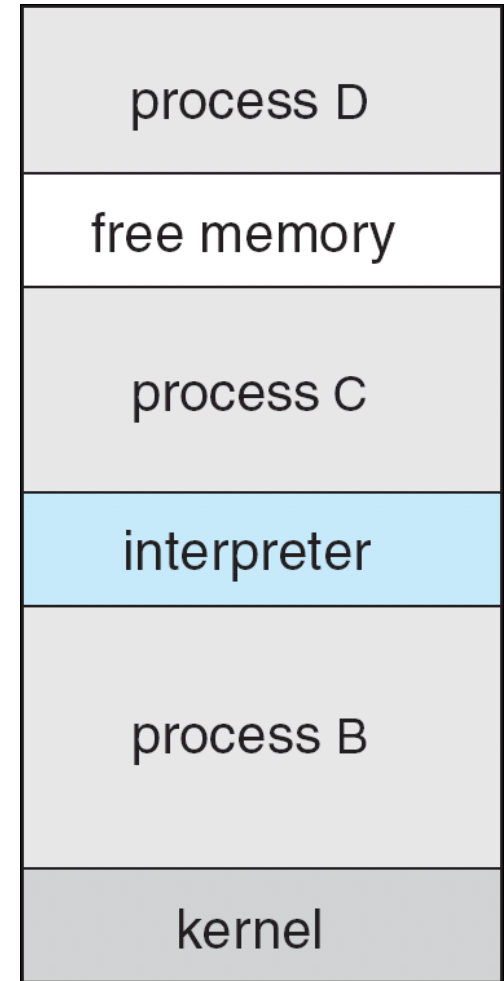 process D
free memory
process C
interpreter
process B
kernel